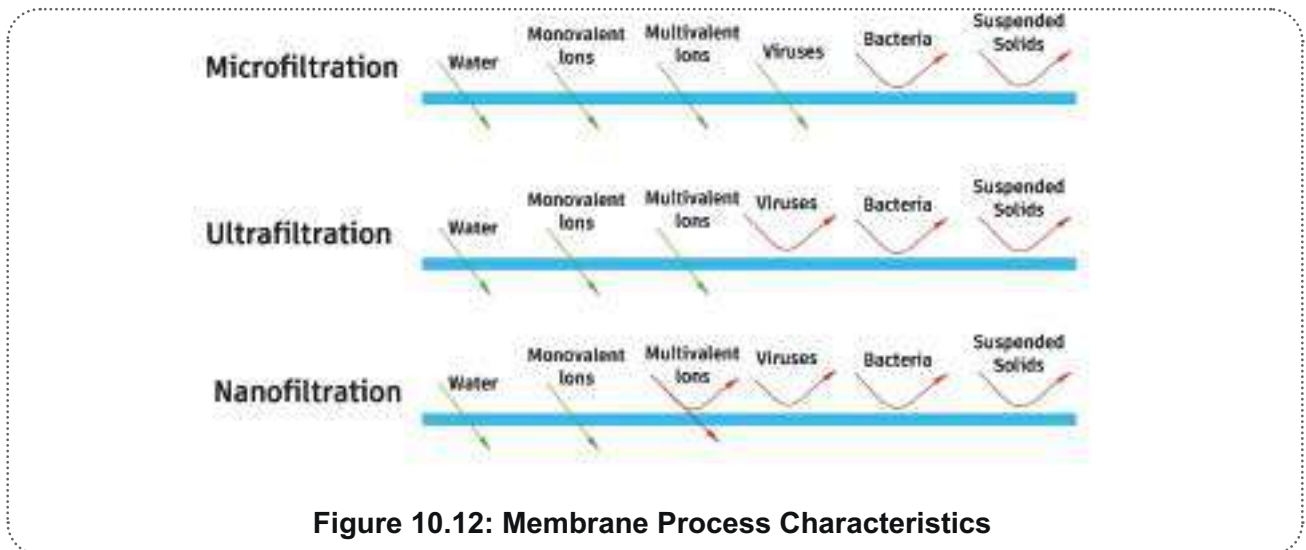 Microfiltration
Water
Monovalent
Ions
Multivalent
Ions
Viruses
Bacteria
Suspended
Solids
Ultrafiltration
Water
Monovalent
Ions
Multivalent
Ions
Viruses
Bacteria
Suspended
Solids
Nanofiltration
Water
Monovalent
Ions
Multivalent
Ions
Viruses
Bacteria
Suspended
Solids
Figure 10.12: Membrane Process Characteristics